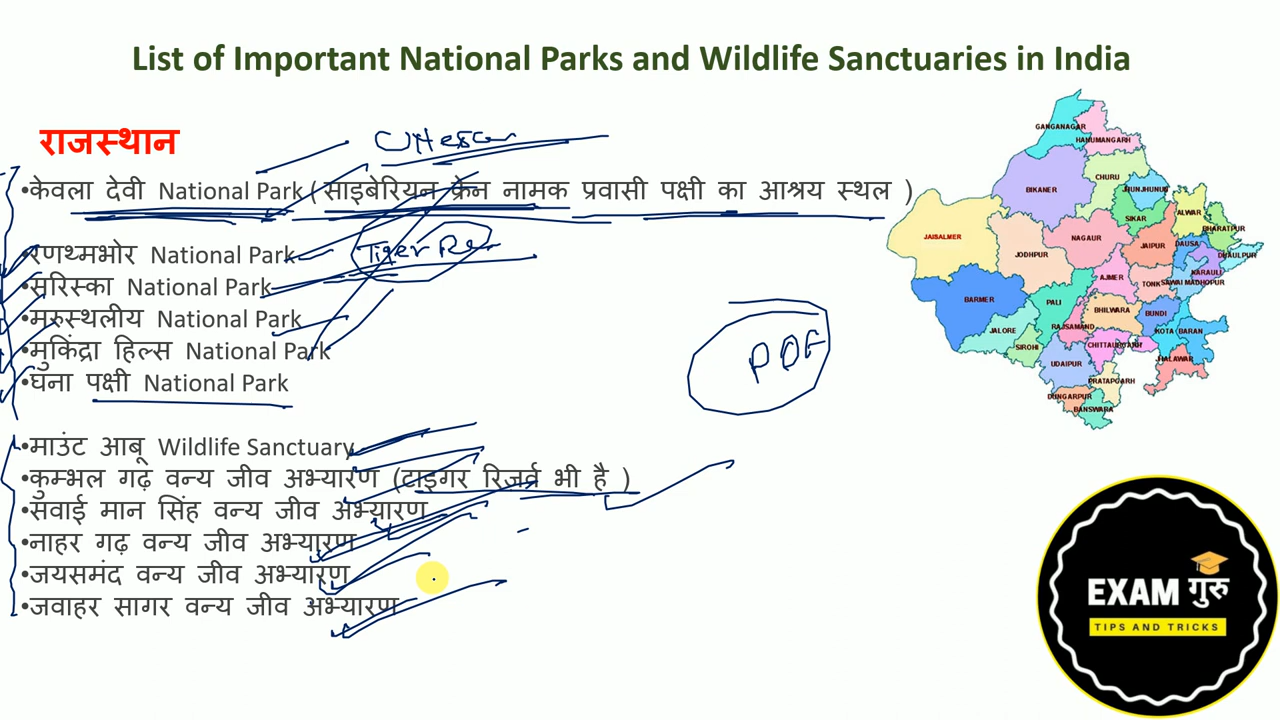 List of Important National Parks and Wildlife Sanctuaries in India
राजस्थान
•केवला देवी National Park ( साइबेरियन क्रेन नामक प्रवासी पक्षी का आश्रय स्थल )
•रणथ्मभोर National Park
•सरिस्का National Park
•मरुस्थलीय National Park
•मुकिंद्रा हिल्स National Park
•घना पक्षी National Park
•माउंट आबू Wildlife Sanctuary
•कुम्भल गढ़ वन्य जीव अभ्यारण (टाइगर रिजर्व भी है )
•सवाई मान सिंह वन्य जीव अभ्यारण
•नाहर गढ़ वन्य जीव अभ्यारण
•जयसमंद वन्य जीव अभ्यारण
•जवाहर सागर वन्य जीव अभ्यारण
Tiger
PDF
GANGANAGAR
HANUMANGARH
BIKANER
CHURU
JHUNJHUNUN
SIKAR
ALWAR
BHARATPUR
JAISALMER
JODHPUR
NAGAUR
JAIPUR
DAUSA
DHAULPUR
KARAULI
AJMER
TONK
SAWAI MADHOPUR
BARMER
PALI
BHILWARA
BUNDI
RAJSAMAND
KOTA
BARAN
JALORE
SIROHI
UDAIPUR
JHALAWAR
PRATAPGARH
DUNGARPUR
BANSWARA
EXAM गुरु
TIPS AND TRICKS